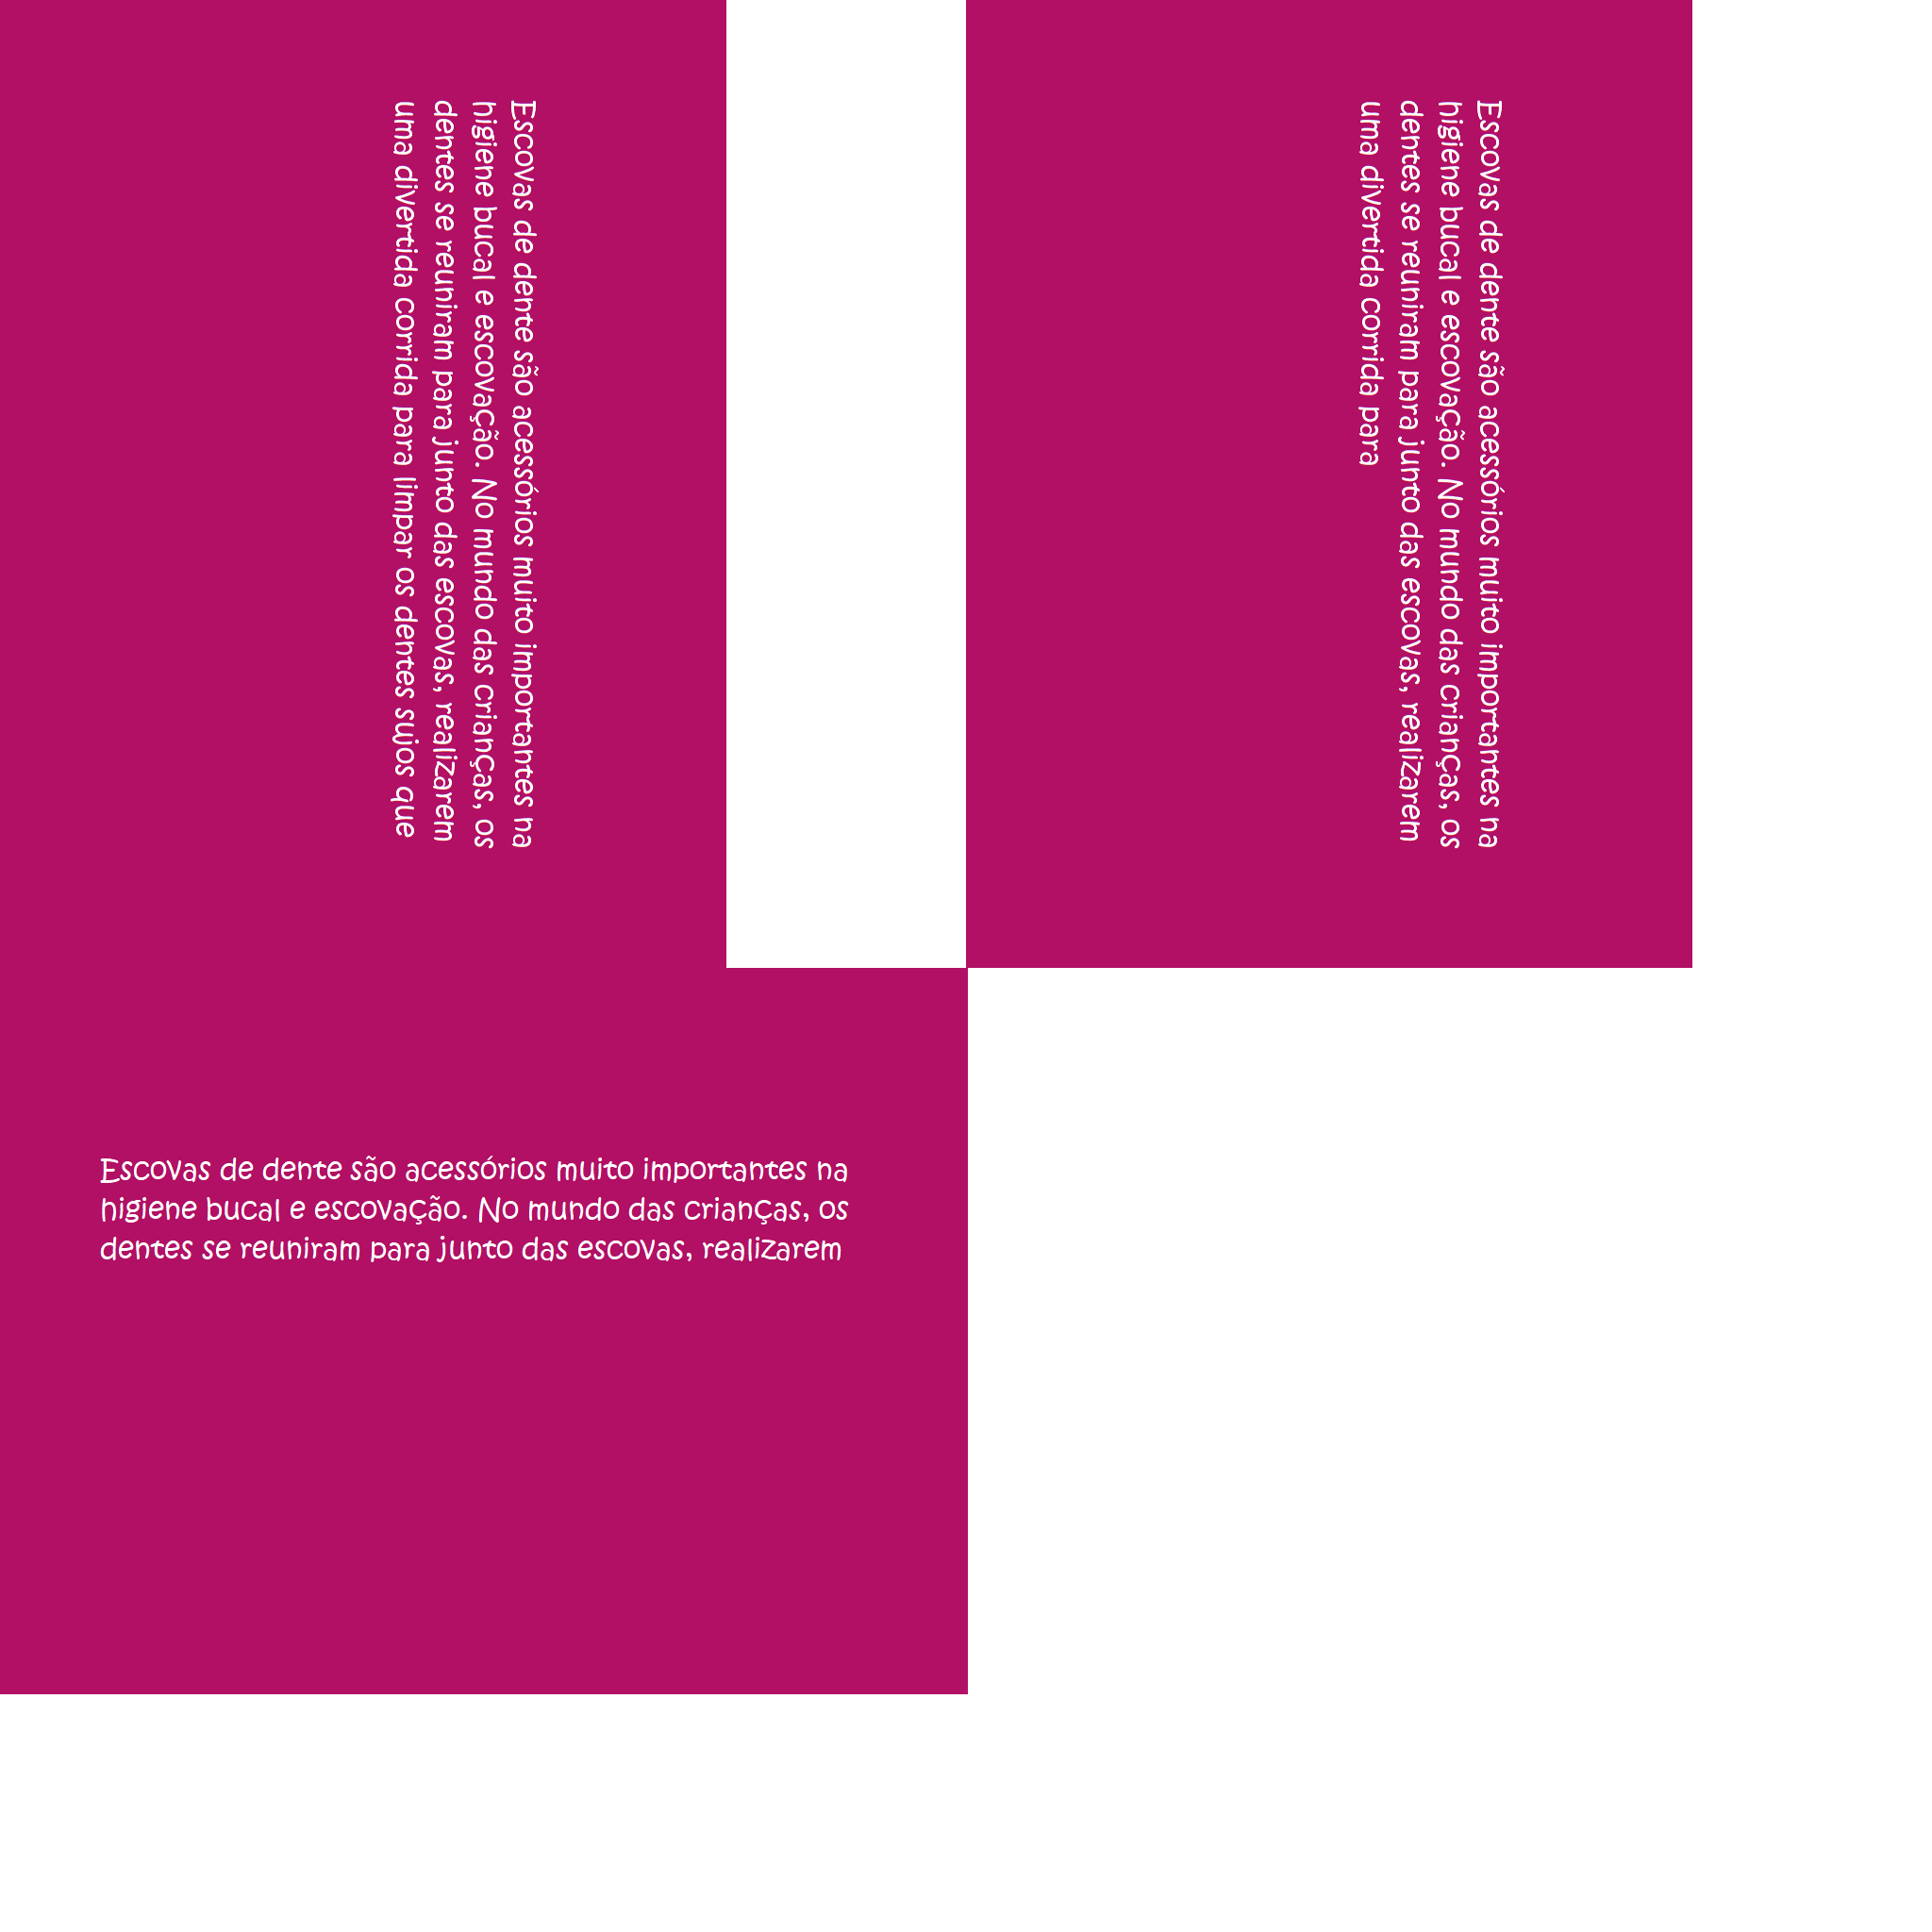 Escovas de dente são acessórios muito importantes na
higiene bucal e escovação. No mundo das crianças, os
dentes se reuniram para junto das escovas, realizarem
uma divertida corrida para limpar os dentes sujos que
Escovas de dente são acessórios muito importantes na
higiene bucal e escovação. No mundo das crianças, os
dentes se reuniram para junto das escovas, realizarem
uma divertida corrida para
Escovas de dente são acessórios muito importantes na
higiene bucal e escovação. No mundo das crianças, os
dentes se reuniram para junto das escovas, realizarem